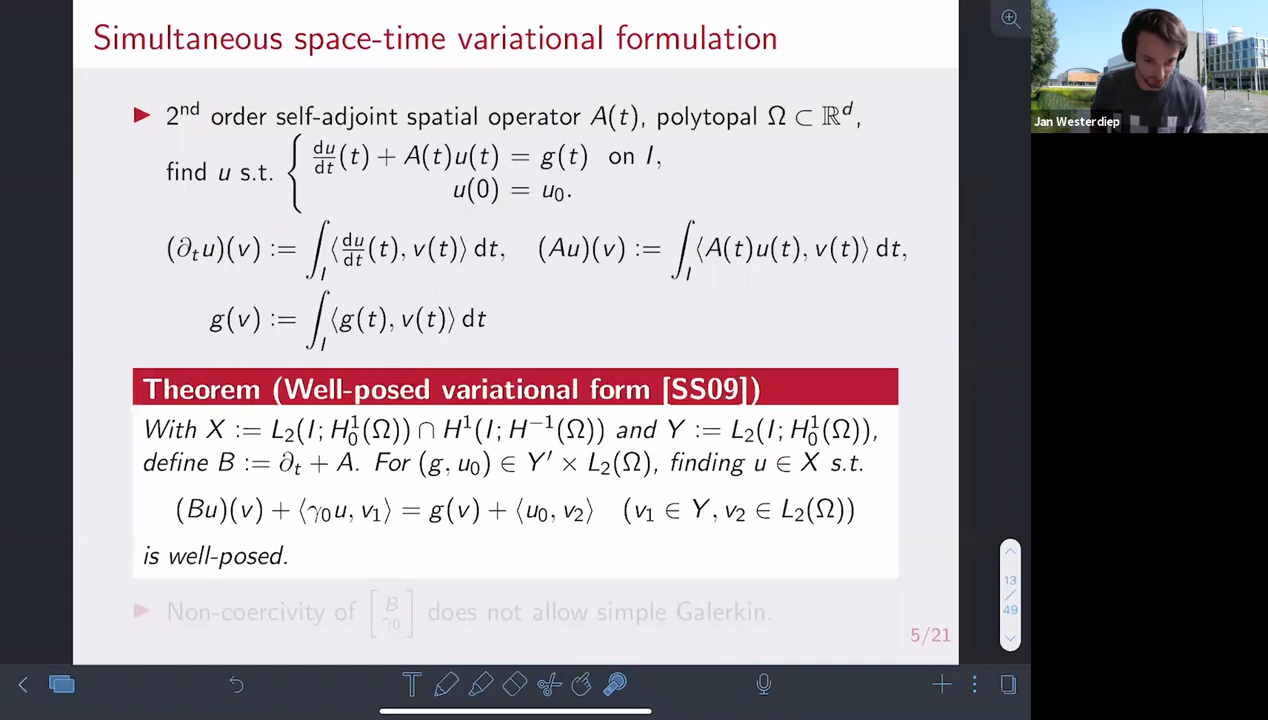 Simultaneous space-time variational formulation
▶ 2nd order self-adjoint spatial operator A(t), polytopal Ω ⊂ ℝᵈ,
find u s.t. { du/dt (t) + A(t)u(t) = g(t) on I,
u(0) = u₀.
(∂ₜu)(v) := ∫_I ⟨du/dt (t), v(t)⟩ dt, (Au)(v) := ∫_I ⟨A(t)u(t), v(t)⟩ dt,
g(v) := ∫_I ⟨g(t), v(t)⟩ dt
Theorem (Well-posed variational form [SS09])
With X := L₂(I; H₀¹(Ω)) ∩ H¹(I; H⁻¹(Ω)) and Y := L₂(I; H₀¹(Ω)),
define B := ∂ₜ + A. For (g, u₀) ∈ Y′ × L₂(Ω), finding u ∈ X s.t.
(Bu)(v) + ⟨γ₀u, v₁⟩ = g(v) + ⟨u₀, v₂⟩ (v₁ ∈ Y, v₂ ∈ L₂(Ω))
is well-posed.
▶ Non-coercivity of [B γ₀] does not allow simple Galerkin.
5/21
13
/
49
T
Jan Westerdiep